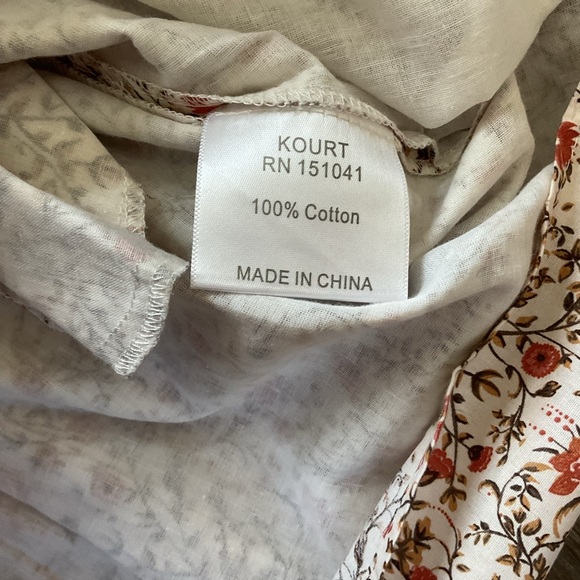 KOURT
RN 151041
100% Cotton
MADE IN CHINA